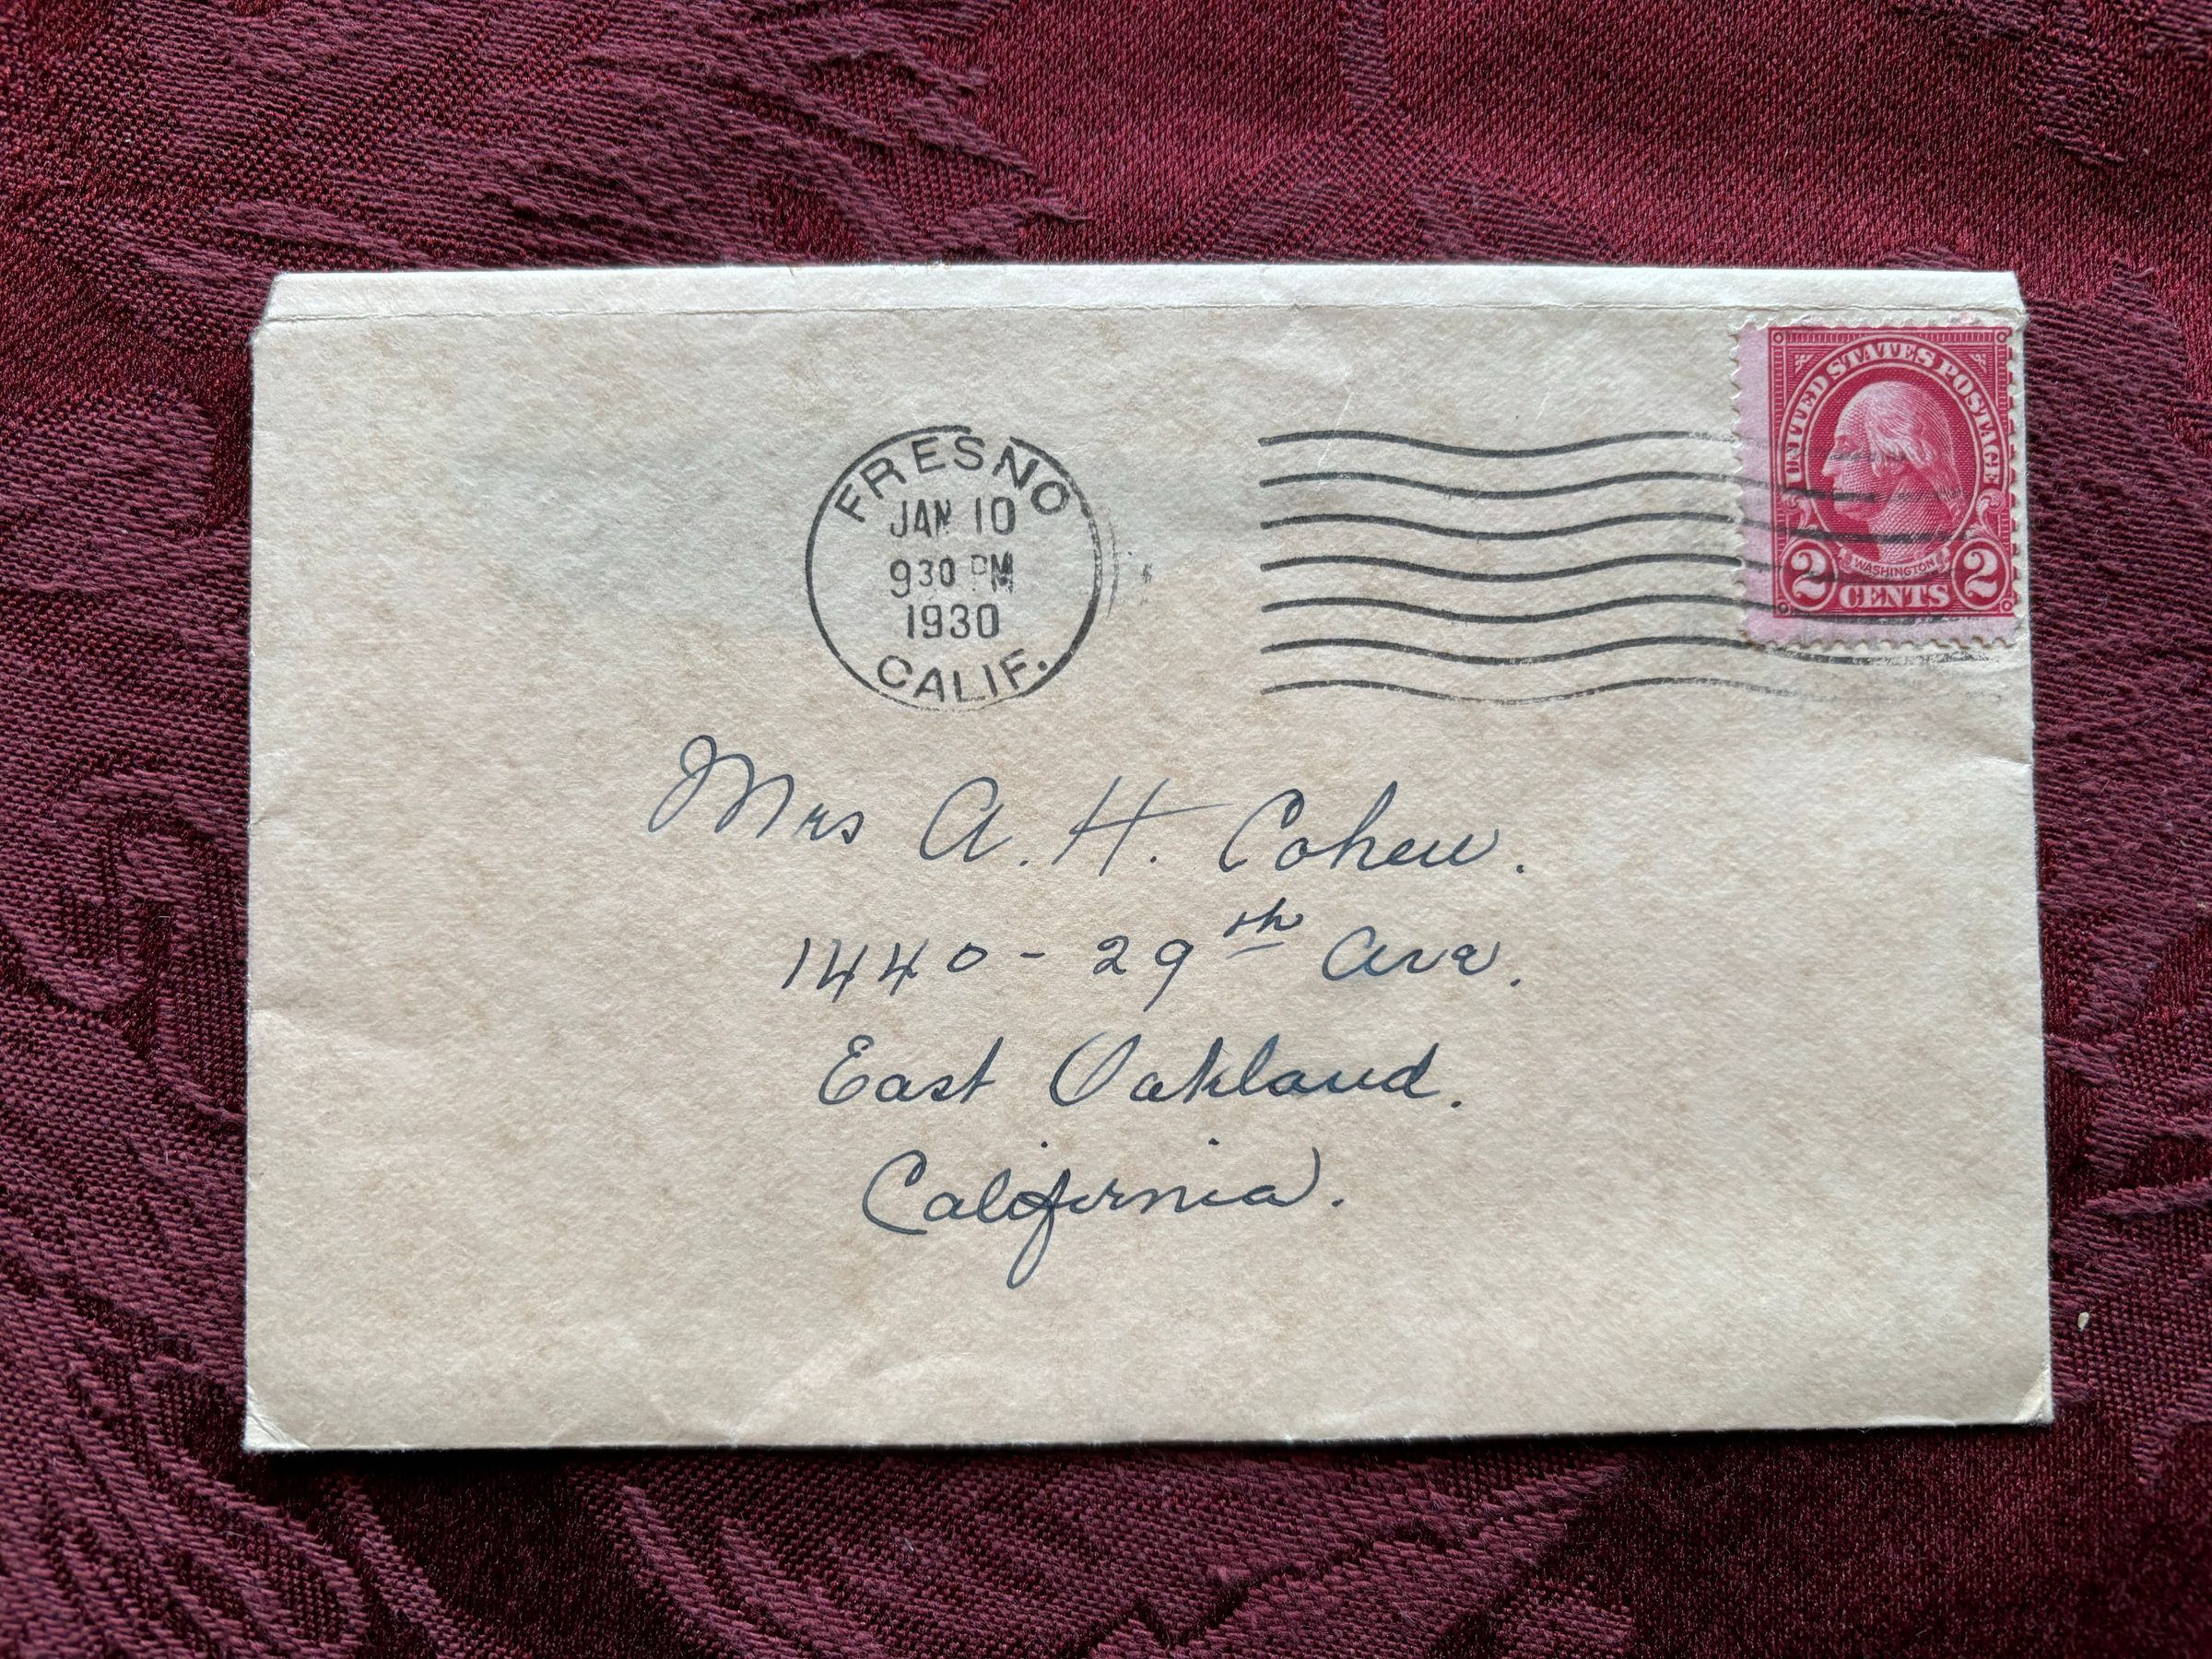 FRESNO
JAN 10
930 PM
1930
CALIF.
UNITED STATES POSTAGE
WASHINGTON
2 CENTS 2
Mrs A. H. Cohen.
1440 - 29th Ave.
East Oakland.
California.